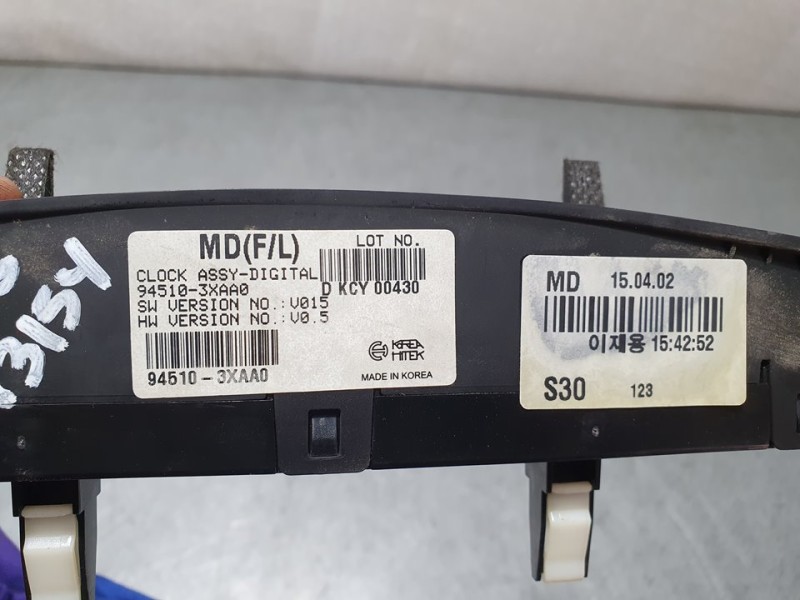 MD(F/L)
LOT NO.
CLOCK ASSY-DIGITAL
94510-3XAA0
D KCY 00430
SW VERSION NO.:V015
HW VERSION NO.:V0.5
KOREA
HITEK
94510-3XAA0
MADE IN KOREA
MD 15.04.02
이재용 15:42:52
S30 123